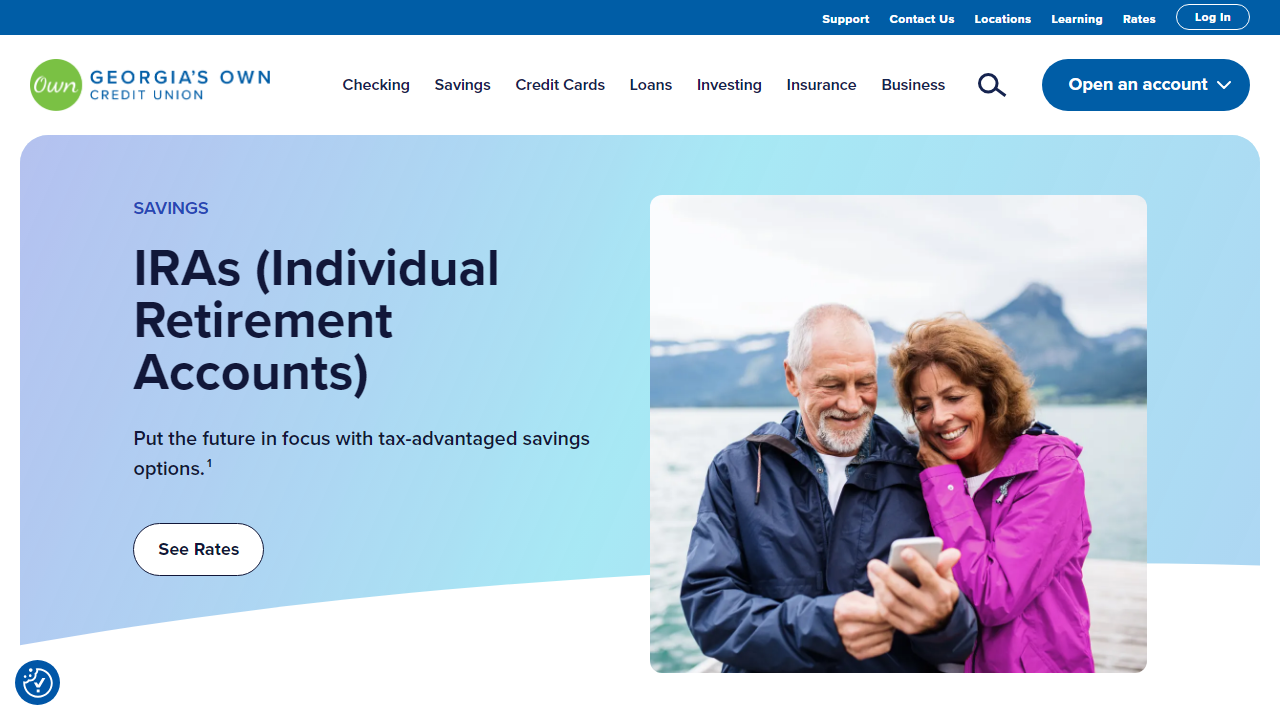 Support Contact Us Locations Learning Rates Log In
Own GEORGIA'S OWN
CREDIT UNION
Checking Savings Credit Cards Loans Investing Insurance Business Open an account
SAVINGS
IRAs (Individual
Retirement
Accounts)
Put the future in focus with tax-advantaged savings
options.1
See Rates